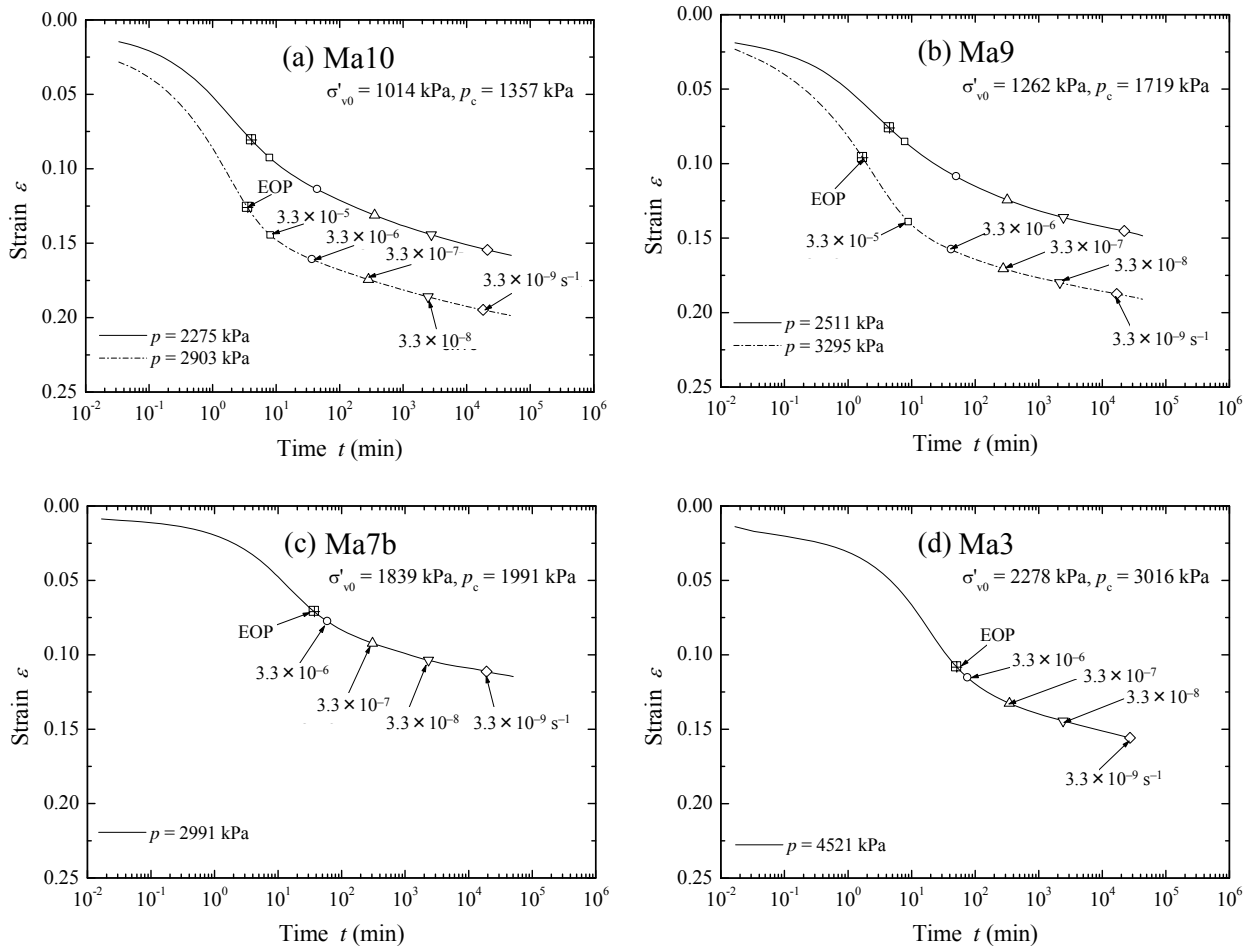 (a) Ma10
σ'v0 = 1014 kPa, pc = 1357 kPa
0.00
0.05
0.10
0.15
0.20
0.25
Strain ε
EOP
3.3 × 10–5
3.3 × 10–6
3.3 × 10–7
3.3 × 10–9 s–1
3.3 × 10–8
p = 2275 kPa
p = 2903 kPa
10–2 10–1 100 101 102 103 104 105 106
Time t (min)
(b) Ma9
σ'v0 = 1262 kPa, pc = 1719 kPa
0.00
0.05
0.10
0.15
0.20
0.25
Strain ε
EOP
3.3 × 10–5
3.3 × 10–6
3.3 × 10–7
3.3 × 10–8
3.3 × 10–9 s–1
p = 2511 kPa
p = 3295 kPa
10–2 10–1 100 101 102 103 104 105 106
Time t (min)
(c) Ma7b
σ'v0 = 1839 kPa, pc = 1991 kPa
0.00
0.05
0.10
0.15
0.20
0.25
Strain ε
EOP
3.3 × 10–6
3.3 × 10–7
3.3 × 10–8
3.3 × 10–9 s–1
p = 2991 kPa
10–2 10–1 100 101 102 103 104 105 106
Time t (min)
(d) Ma3
σ'v0 = 2278 kPa, pc = 3016 kPa
0.00
0.05
0.10
0.15
0.20
0.25
Strain ε
EOP
3.3 × 10–6
3.3 × 10–7
3.3 × 10–8
3.3 × 10–9 s–1
p = 4521 kPa
10–2 10–1 100 101 102 103 104 105 106
Time t (min)